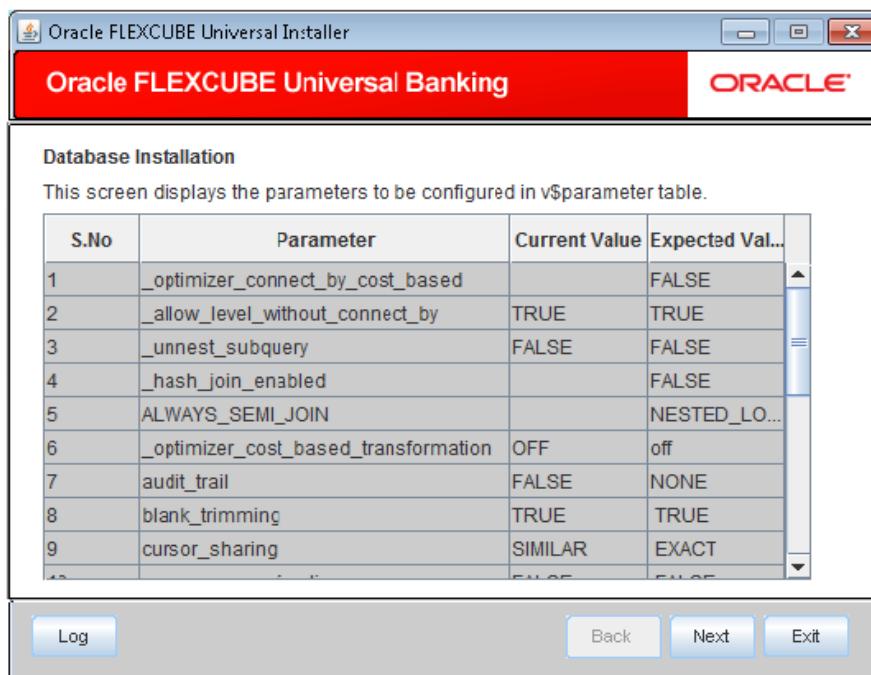 Oracle FLEXCUBE Universal Installer
Oracle FLEXCUBE Universal Banking ORACLE
Database Installation
This screen displays the parameters to be configured in v$parameter table.
S.No Parameter Current Value Expected Val...
1 _optimizer_connect_by_cost_based FALSE
2 _allow_level_without_connect_by TRUE TRUE
3 _unnest_subquery FALSE FALSE
4 _hash_join_enabled FALSE
5 ALWAYS_SEMI_JOIN NESTED_LO...
6 _optimizer_cost_based_transformation OFF off
7 audit_trail FALSE NONE
8 blank_trimming TRUE TRUE
9 cursor_sharing SIMILAR EXACT
Log Back Next Exit